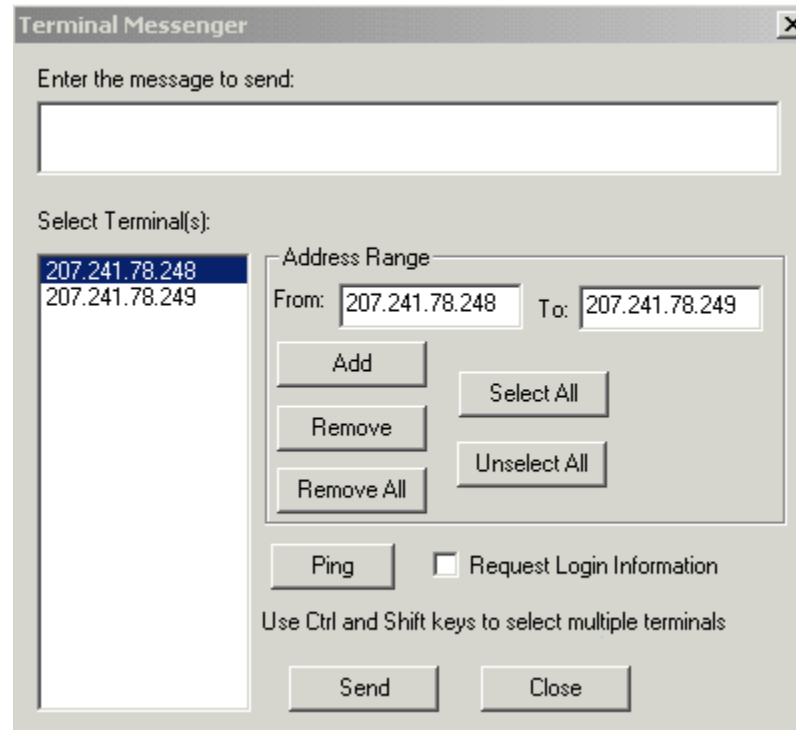 Terminal Messenger
Enter the message to send:
Select Terminal(s):
207.241.78.248
207.241.78.249
Address Range
From: 207.241.78.248 To: 207.241.78.249
Add
Select All
Remove
Unselect All
Remove All
Ping Request Login Information
Use Ctrl and Shift keys to select multiple terminals
Send Close